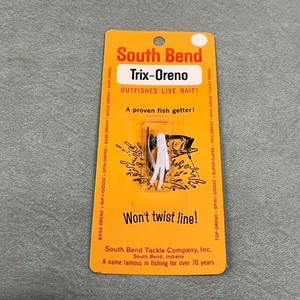 South Bend
Trix-Oreno
OUTFISHES LIVE BAIT!
A proven fish getter!
Won't twist line!
South Bend Tackle Company, Inc.
South Bend, Indiana
A name famous in fishing for over 70 years